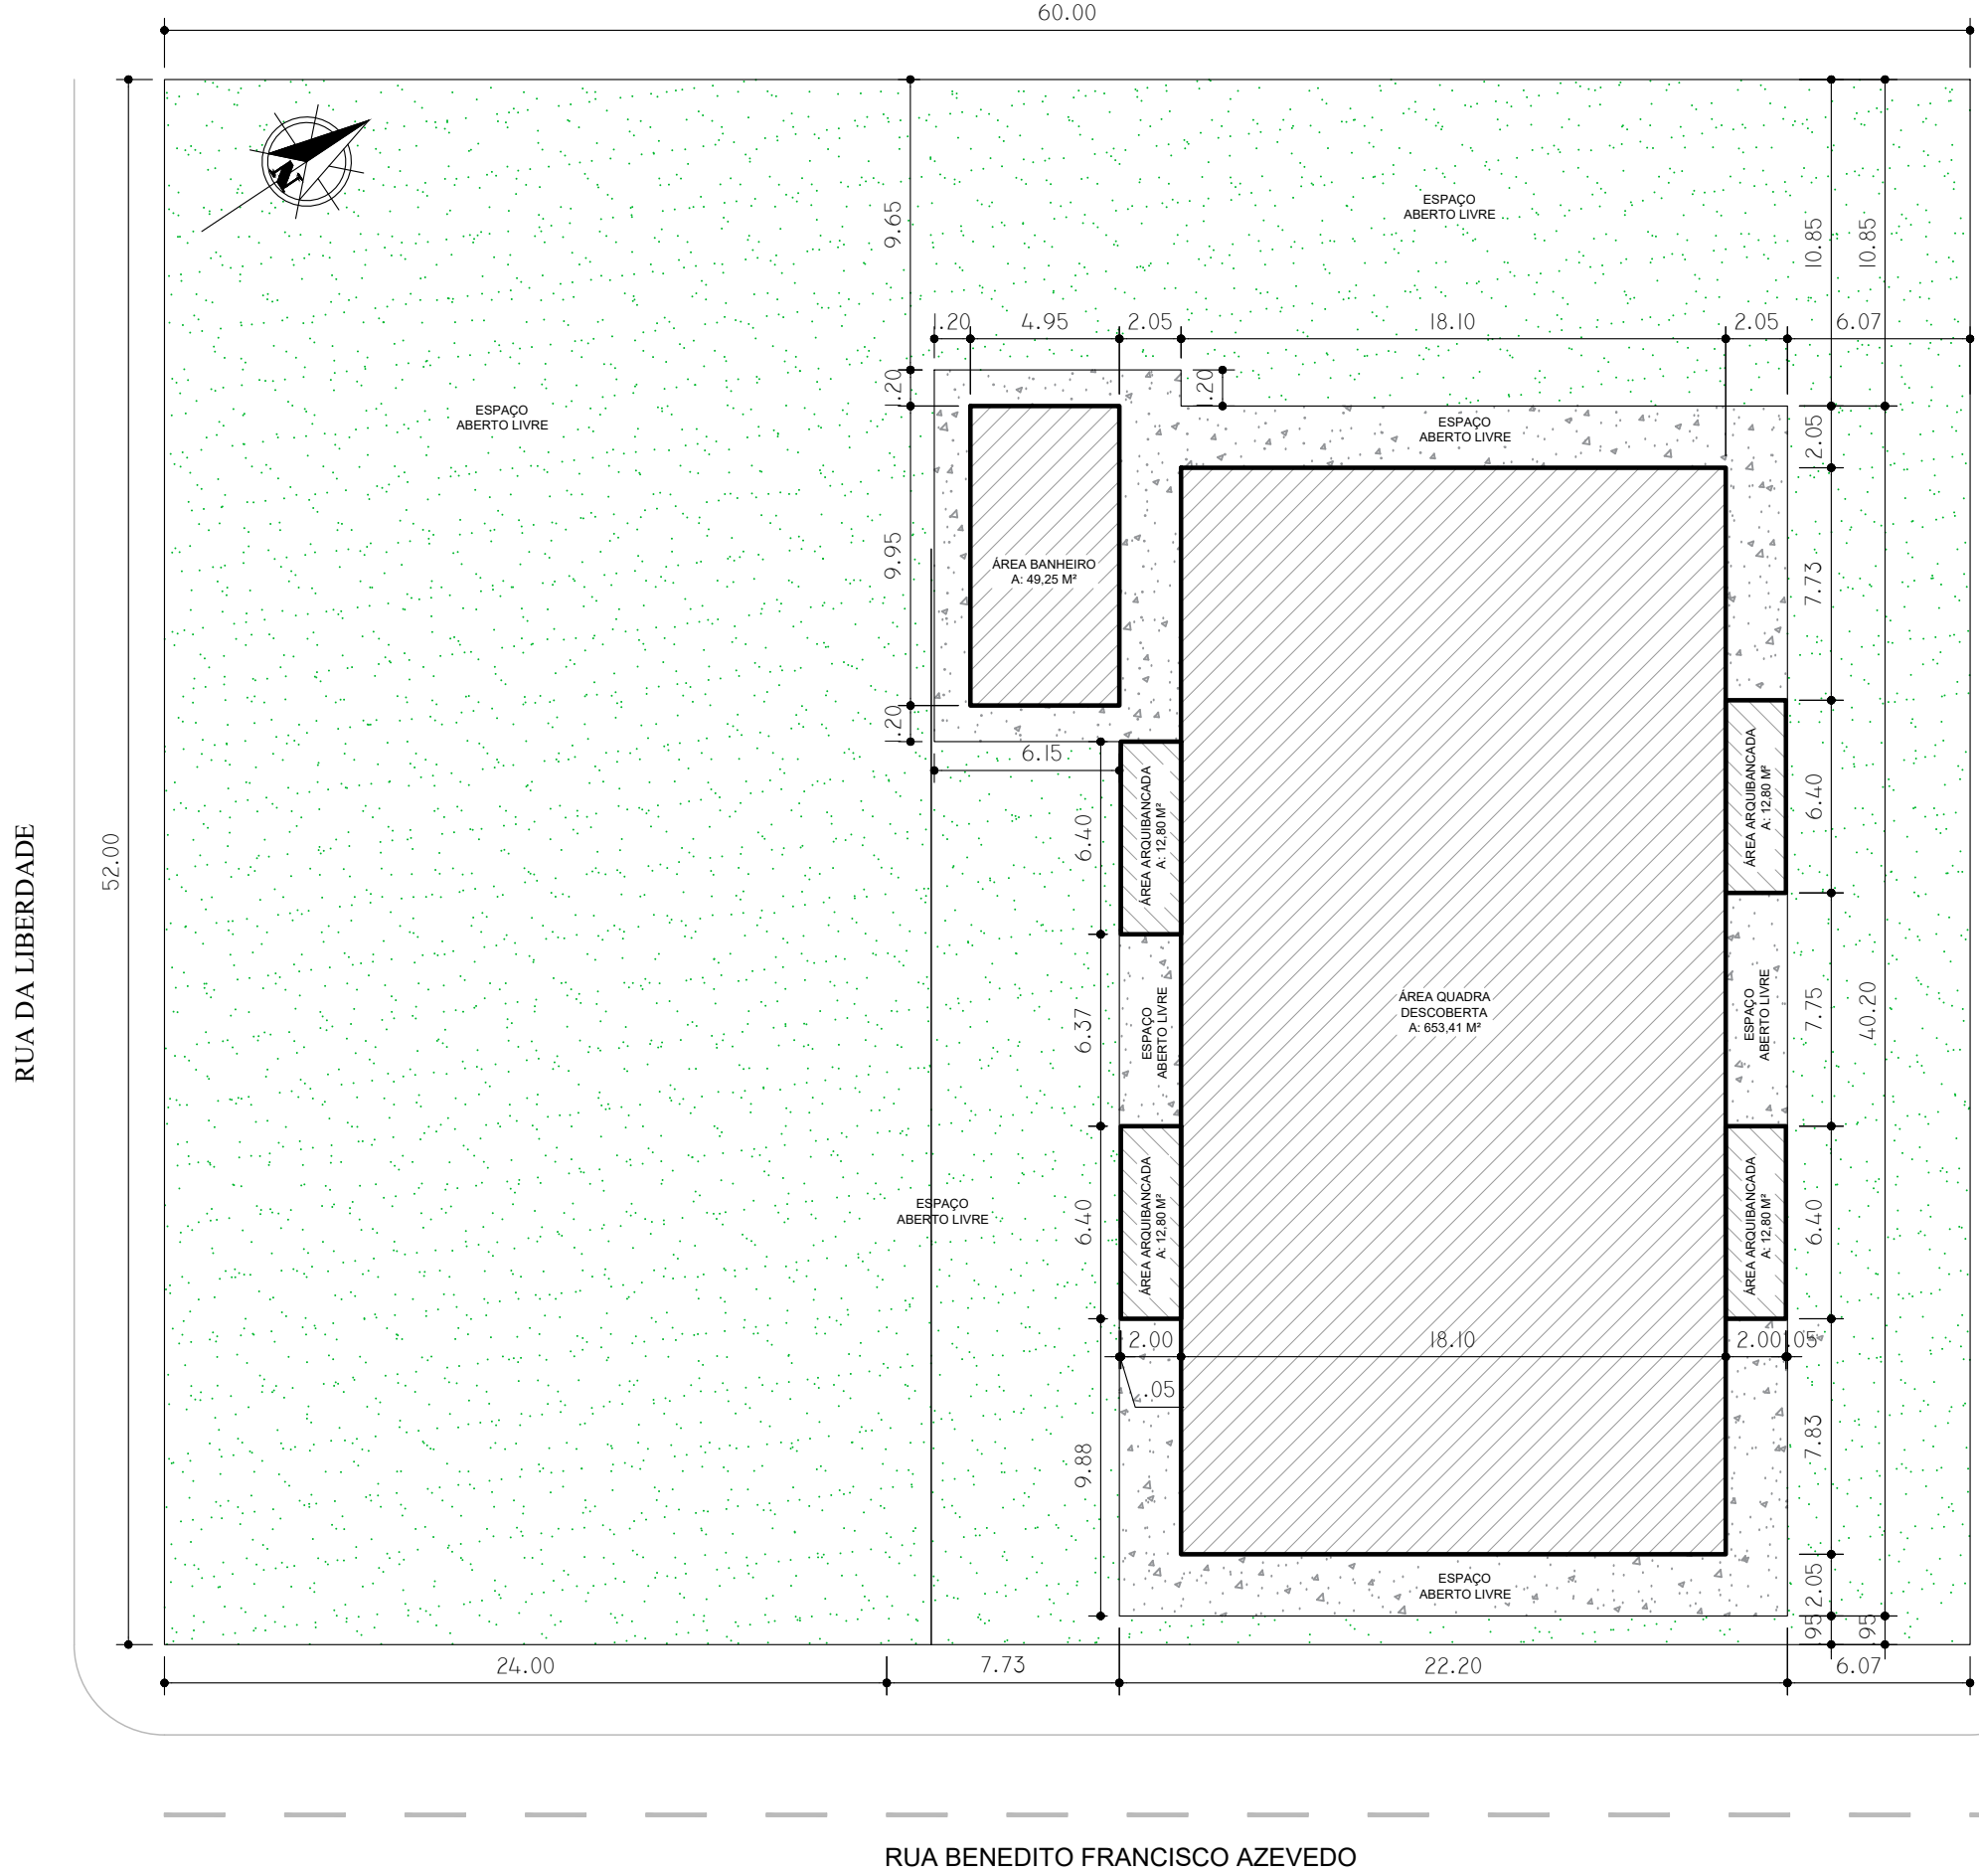 60.00
N
9.65
ESPAÇO
ABERTO LIVRE
10.85
10.85
1.20
4.95
2.05
18.10
2.05
6.07
1.20
1.20
ESPAÇO
ABERTO LIVRE
ESPAÇO
ABERTO LIVRE
2.05
9.95
ÁREA BANHEIRO
A: 49,25 M²
7.73
1.20
6.15
6.40
ÁREA ARQUIBANCADA
A: 12,80 M²
ÁREA ARQUIBANCADA
A: 12,80 M²
6.40
52.00
RUA DA LIBERDADE
6.37
ESPAÇO
ABERTO LIVRE
ÁREA QUADRA
DESCOBERTA
A: 653,41 M²
ESPAÇO
ABERTO LIVRE
7.75
40.20
ESPAÇO
ABERTO LIVRE
6.40
ÁREA ARQUIBANCADA
A: 12,80 M²
ÁREA ARQUIBANCADA
A: 12,80 M²
6.40
2.00
18.10
2.00
.05
.05
9.88
7.83
ESPAÇO
ABERTO LIVRE
2.05
.95
.95
24.00
7.73
22.20
6.07
RUA BENEDITO FRANCISCO AZEVEDO